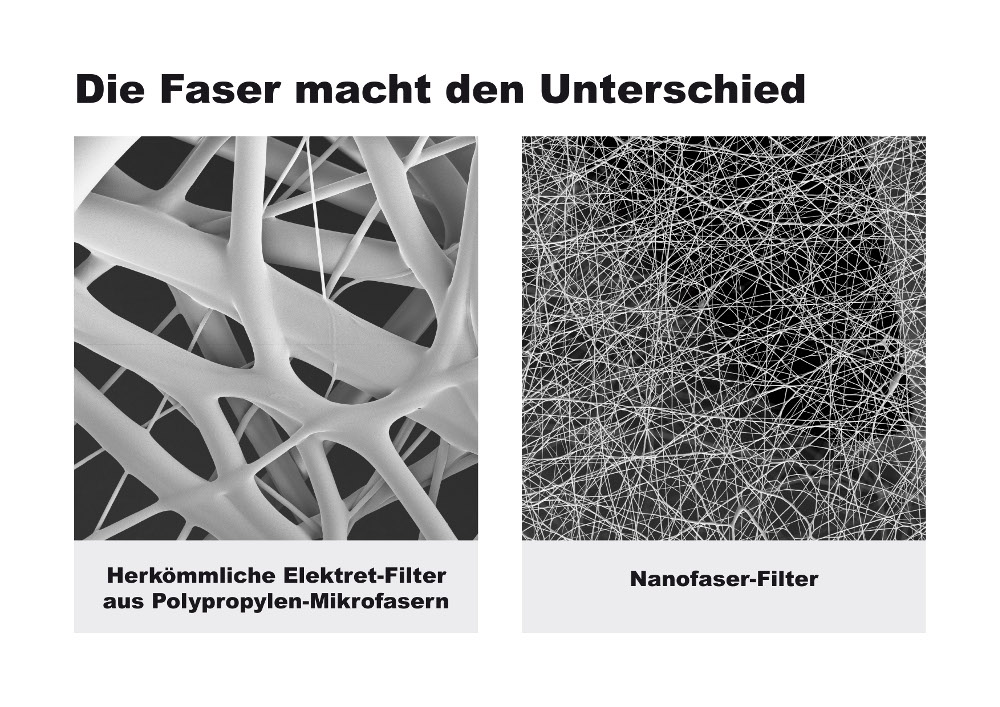 Die Faser macht den Unterschied
Herkömmliche Elektret-Filter
aus Polypropylen-Mikrofasern
Nanofaser-Filter